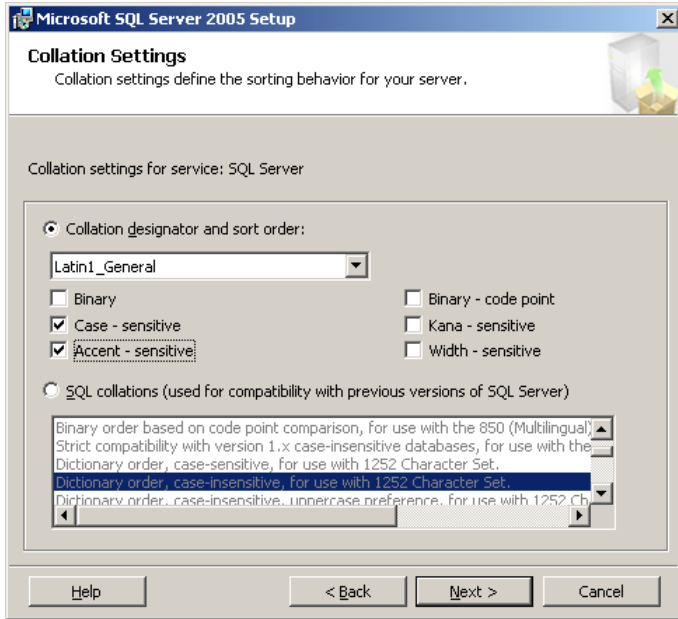 Microsoft SQL Server 2005 Setup
Collation Settings
Collation settings define the sorting behavior for your server.
Collation settings for service: SQL Server
Collation designator and sort order:
Latin1_General
Binary
Binary - code point
Case - sensitive
Kana - sensitive
Accent - sensitive
Width - sensitive
SQL collations (used for compatibility with previous versions of SQL Server)
Binary order based on code point comparison, for use with the 850 (Multilingual)
Strict compatibility with version 1.x case-insensitive databases, for use with the
Dictionary order, case-sensitive, for use with 1252 Character Set.
Dictionary order, case-insensitive, for use with 1252 Character Set.
Dictionary order, case-insensitive, uppercase preference, for use with 1252 Ch
Help
< Back
Next >
Cancel